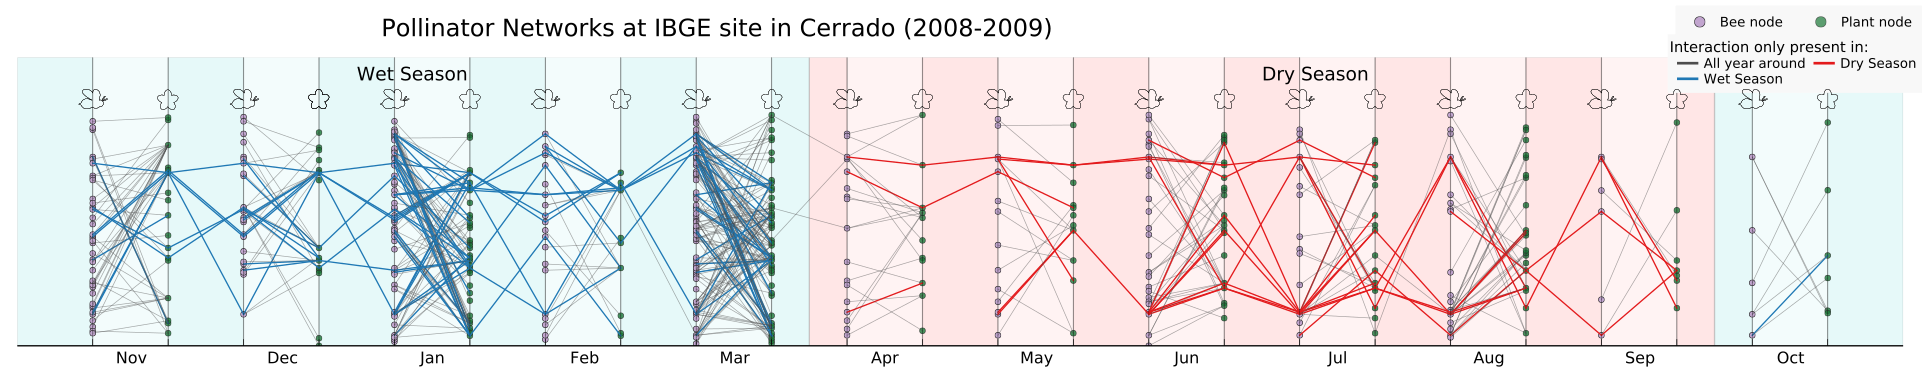 Pollinator Networks at IBGE site in Cerrado (2008-2009)
Bee node
Plant node
Interaction only present in:
All year around
Dry Season
Wet Season
Wet Season
Dry Season
Nov
Dec
Jan
Feb
Mar
Apr
May
Jun
Jul
Aug
Sep
Oct